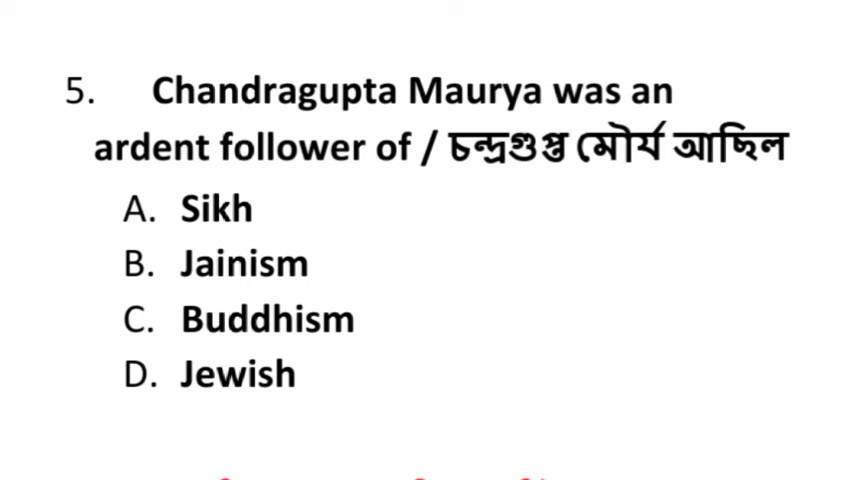 5. Chandragupta Maurya was an
ardent follower of / চন্দ্রগুপ্ত মৌর্য আছিল
A. Sikh
B. Jainism
C. Buddhism
D. Jewish